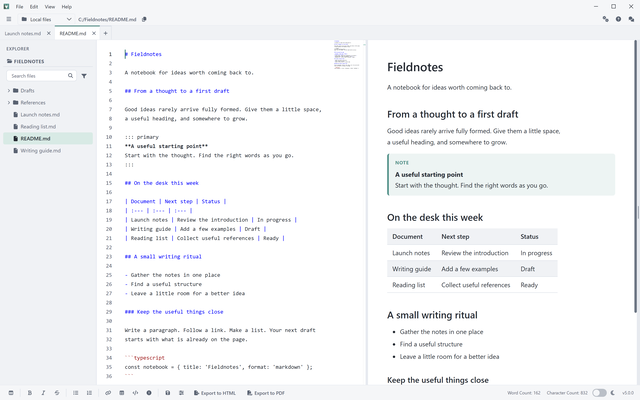 File Edit View Help
Local files C:/Fieldnotes/README.md
Launch notes.md README.md
EXPLORER
FIELDNOTES
Search files
Drafts
References
Launch notes.md
Reading list.md
README.md
Writing guide.md
1 # Fieldnotes
2
3 A notebook for ideas worth coming back to.
4
5 ## From a thought to a first draft
6
7 Good ideas rarely arrive fully formed. Give them a little space,
8 a useful heading, and somewhere to grow.
9
10 ::: primary
11 **A useful starting point**
12 Start with the thought. Find the right words as you go.
13 :::
14
15 ## On the desk this week
16
17 | Document | Next step | Status |
18 | :--- | :--- | :--- |
19 | Launch notes | Review the introduction | In progress |
20 | Writing guide | Add a few examples | Draft |
21 | Reading list | Collect useful references | Ready |
22
23 ## A small writing ritual
24
25 - Gather the notes in one place
26 - Find a useful structure
27 - Leave a little room for a better idea
28
29 ### Keep the useful things close
30
31 Write a paragraph. Follow a link. Make a list. Your next draft
32 starts with what is already on the page.
33
34 ```typescript
35 const notebook = { title: 'Fieldnotes', format: 'markdown' };
36 ```
Fieldnotes
A notebook for ideas worth coming back to.
From a thought to a first draft
Good ideas rarely arrive fully formed. Give them a little space,
a useful heading, and somewhere to grow.
NOTE
A useful starting point
Start with the thought. Find the right words as you go.
On the desk this week
Document Next step Status
Launch notes Review the introduction In progress
Writing guide Add a few examples Draft
Reading list Collect useful references Ready
A small writing ritual
Gather the notes in one place
Find a useful structure
Leave a little room for a better idea
Keep the useful things close
Export to HTML Export to PDF Word Count: 162 Character Count: 832 v5.0.0